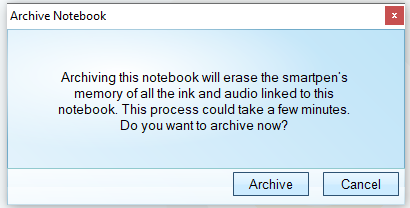 Archive Notebook
x
Archiving this notebook will erase the smartpen's
memory of all the ink and audio linked to this
notebook. This process could take a few minutes.
Do you want to archive now?
Archive
Cancel